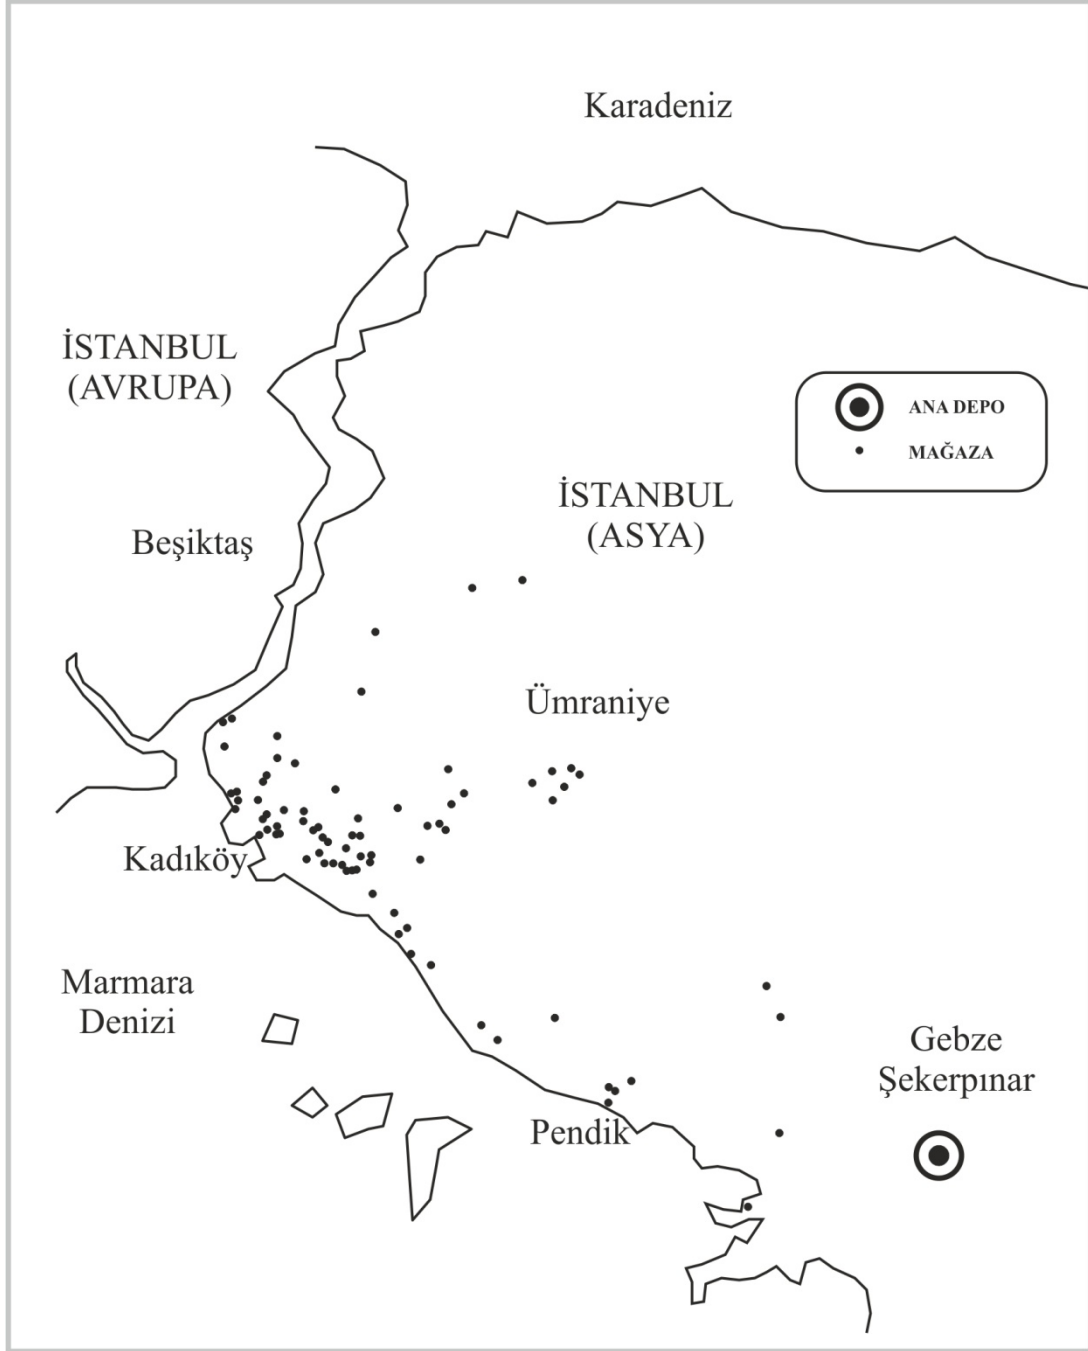 Karadeniz
İSTANBUL
(AVRUPA)
ANA DEPO
MAĞAZA
İSTANBUL
(ASYA)
Beşiktaş
Ümraniye
Kadıköy
Marmara
Denizi
Gebze
Şekerpınar
Pendik